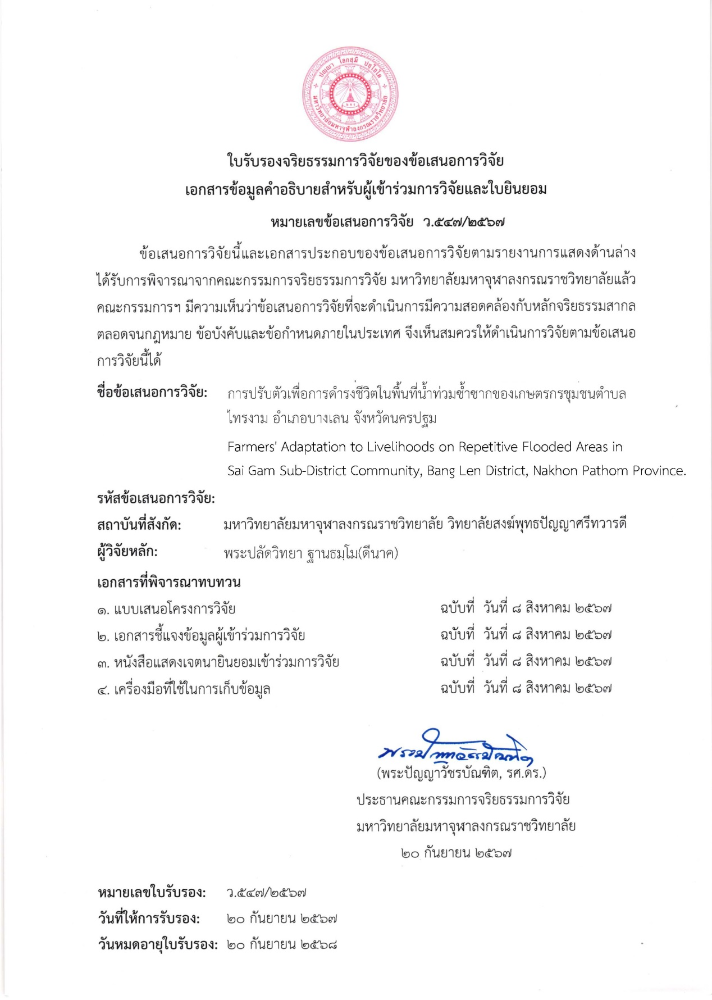 ปญฺญา โลกสฺมิ ปชฺโชโต
มจร
มหาวิทยาลัยมหาจุฬาลงกรณราชวิทยาลัย
ใบรับรองจริยธรรมการวิจัยของข้อเสนอการวิจัย
เอกสารข้อมูลคำอธิบายสำหรับผู้เข้าร่วมการวิจัยและใบยินยอม
หมายเลขข้อเสนอการวิจัย ว.๕๔๗/๒๕๖๗
ข้อเสนอการวิจัยนี้และเอกสารประกอบของข้อเสนอการวิจัยตามรายงานการแสดงด้านล่าง
ได้รับการพิจารณาจากคณะกรรมการจริยธรรมการวิจัย มหาวิทยาลัยมหาจุฬาลงกรณราชวิทยาลัยแล้ว
คณะกรรมการฯ มีความเห็นว่าข้อเสนอการวิจัยที่จะดำเนินการมีความสอดคล้องกับหลักจริยธรรมสากล
ตลอดจนกฎหมาย ข้อบังคับและข้อกำหนดภายในประเทศ จึงเห็นสมควรให้ดำเนินการวิจัยตามข้อเสนอ
การวิจัยนี้ได้
ชื่อข้อเสนอการวิจัย: การปรับตัวเพื่อการดำรงชีวิตในพื้นที่น้ำท่วมซ้ำซากของเกษตรกรชุมชนตำบล
ไทรงาม อำเภอบางเลน จังหวัดนครปฐม
Farmers' Adaptation to Livelihoods on Repetitive Flooded Areas in
Sai Gam Sub-District Community, Bang Len District, Nakhon Pathom Province.
รหัสข้อเสนอการวิจัย:
สถาบันที่สังกัด: มหาวิทยาลัยมหาจุฬาลงกรณราชวิทยาลัย วิทยาลัยสงฆ์พุทธปัญญาศรีทวารดี
ผู้วิจัยหลัก: พระปลัดวิทยา ฐานธมฺโม(ดีนาค)
เอกสารที่พิจารณาทบทวน
๑. แบบเสนอโครงการวิจัย ฉบับที่ วันที่ ๘ สิงหาคม ๒๕๖๗
๒. เอกสารชี้แจงข้อมูลผู้เข้าร่วมการวิจัย ฉบับที่ วันที่ ๘ สิงหาคม ๒๕๖๗
๓. หนังสือแสดงเจตนายินยอมเข้าร่วมการวิจัย ฉบับที่ วันที่ ๘ สิงหาคม ๒๕๖๗
๔. เครื่องมือที่ใช้ในการเก็บข้อมูล ฉบับที่ วันที่ ๘ สิงหาคม ๒๕๖๗
(พระปัญญาวัชรบัณฑิต, รศ.ดร.)
ประธานคณะกรรมการจริยธรรมการวิจัย
มหาวิทยาลัยมหาจุฬาลงกรณราชวิทยาลัย
๒๐ กันยายน ๒๕๖๗
หมายเลขใบรับรอง: ว.๕๔๗/๒๕๖๗
วันที่ให้การรับรอง: ๒๐ กันยายน ๒๕๖๗
วันหมดอายุใบรับรอง: ๒๐ กันยายน ๒๕๖๘